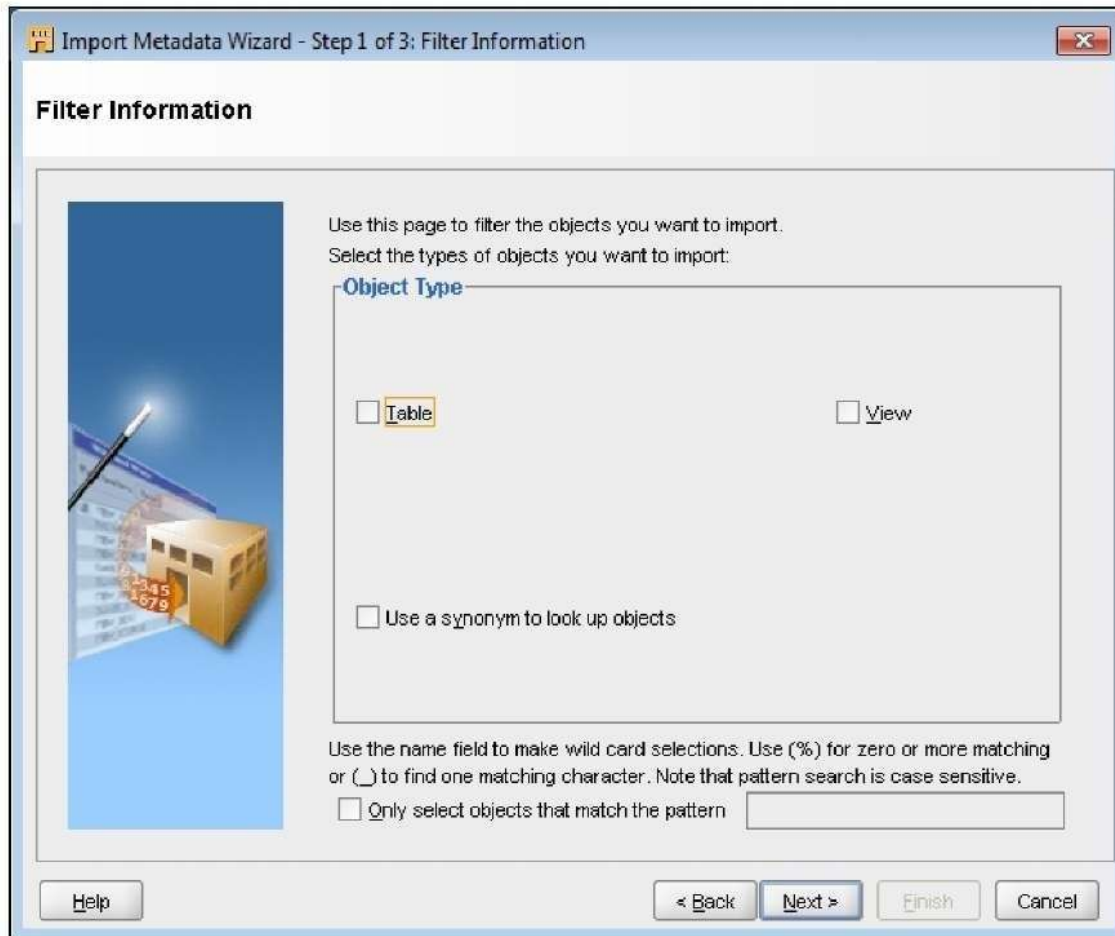 Import Metadata Wizard - Step 1 of 3: Filter Information
Filter Information
Use this page to filter the objects you want to import.
Select the types of objects you want to import:
Object Type
Table
View
Use a synonym to look up objects
Use the name field to make wild card selections. Use (%) for zero or more matching
or (_) to find one matching character. Note that pattern search is case sensitive.
Only select objects that match the pattern
Help
< Back
Next >
Finish
Cancel